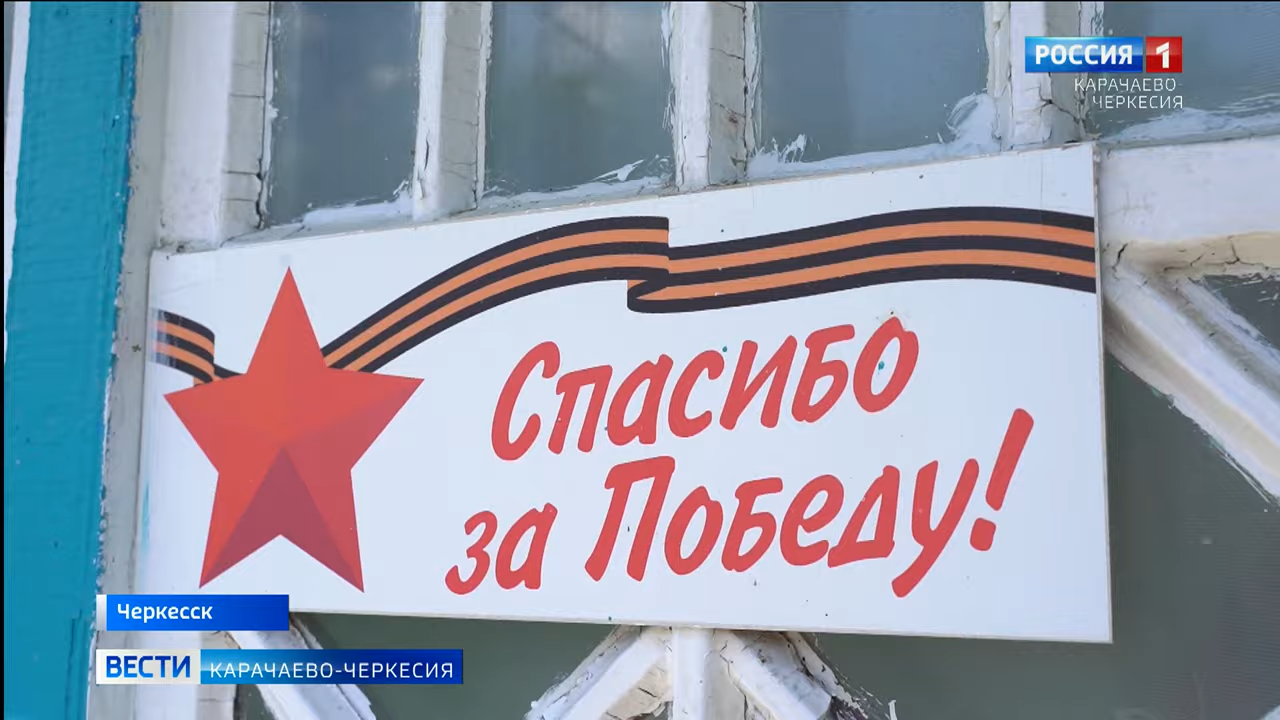 РОССИЯ 1
КАРАЧАЕВО-
ЧЕРКЕСИЯ
Спасибо
за Победу!
Черкесск
ВЕСТИ КАРАЧАЕВО-ЧЕРКЕСИЯ